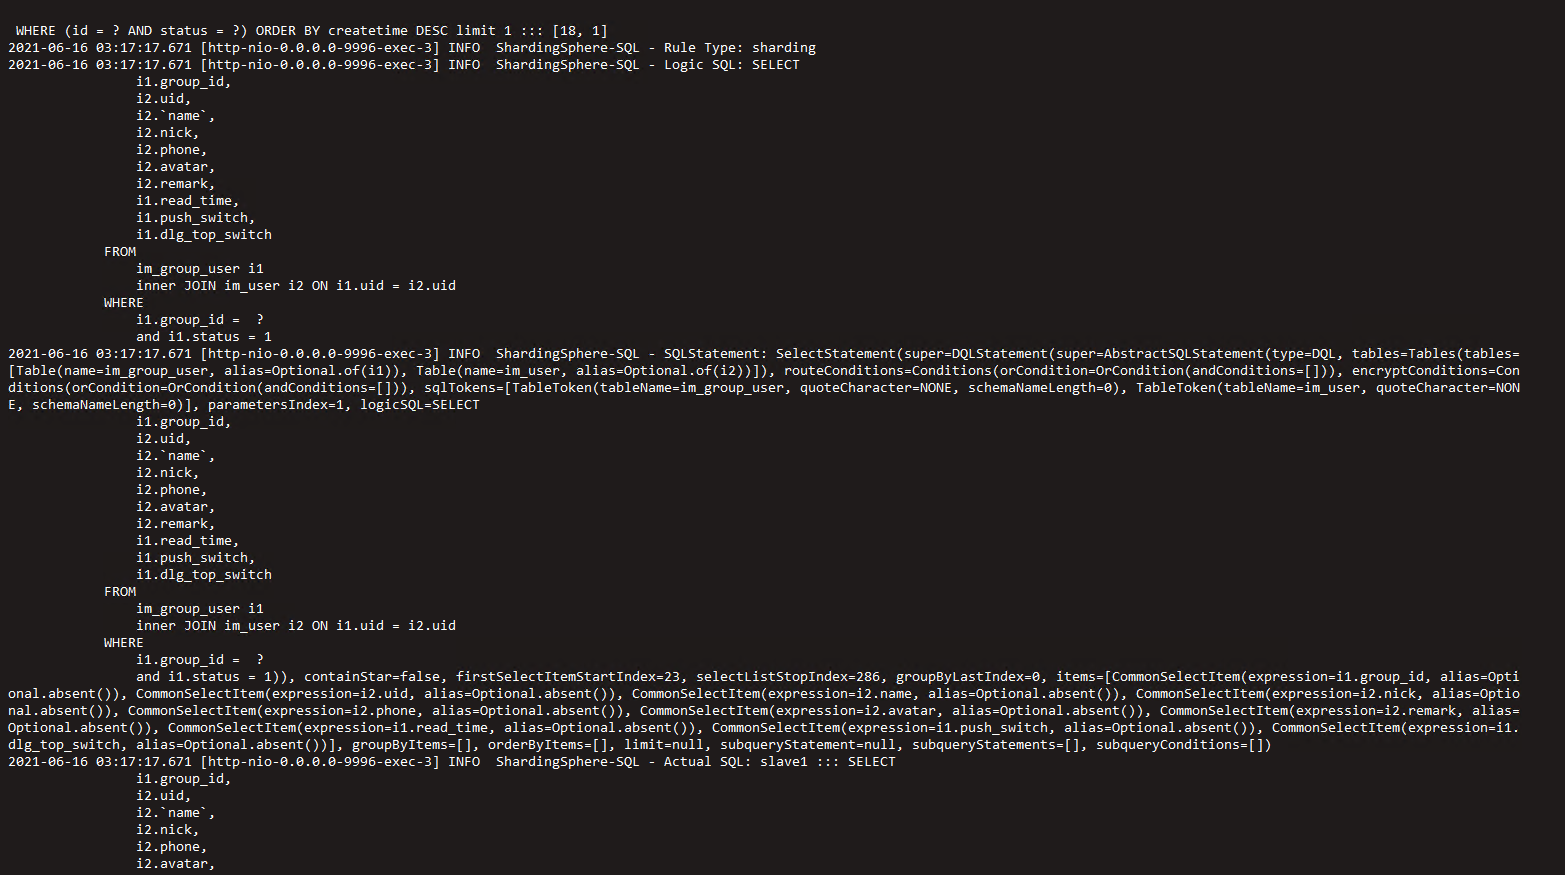 WHERE (id = ? AND status = ?) ORDER BY createtime DESC limit 1 ::: [18, 1]
2021-06-16 03:17:17.671 [http-nio-0.0.0.0-9996-exec-3] INFO  ShardingSphere-SQL - Rule Type: sharding
2021-06-16 03:17:17.671 [http-nio-0.0.0.0-9996-exec-3] INFO  ShardingSphere-SQL - Logic SQL: SELECT
i1.group_id,
i2.uid,
i2.`name`,
i2.nick,
i2.phone,
i2.avatar,
i2.remark,
i1.read_time,
i1.push_switch,
i1.dlg_top_switch
FROM
im_group_user i1
inner JOIN im_user i2 ON i1.uid = i2.uid
WHERE
i1.group_id =  ?
and i1.status = 1
2021-06-16 03:17:17.671 [http-nio-0.0.0.0-9996-exec-3] INFO  ShardingSphere-SQL - SQLStatement: SelectStatement(super=DQLStatement(super=AbstractSQLStatement(type=DQL, tables=Tables(tables=
[Table(name=im_group_user, alias=Optional.of(i1)), Table(name=im_user, alias=Optional.of(i2))]), routeConditions=Conditions(orCondition=OrCondition(andConditions=[])), encryptConditions=Con
ditions(orCondition=OrCondition(andConditions=[])), sqlTokens=[TableToken(tableName=im_group_user, quoteCharacter=NONE, schemaNameLength=0), TableToken(tableName=im_user, quoteCharacter=NON
E, schemaNameLength=0)], parametersIndex=1, logicSQL=SELECT
i1.group_id,
i2.uid,
i2.`name`,
i2.nick,
i2.phone,
i2.avatar,
i2.remark,
i1.read_time,
i1.push_switch,
i1.dlg_top_switch
FROM
im_group_user i1
inner JOIN im_user i2 ON i1.uid = i2.uid
WHERE
i1.group_id =  ?
and i1.status = 1)), containStar=false, firstSelectItemStartIndex=23, selectListStopIndex=286, groupByLastIndex=0, items=[CommonSelectItem(expression=i1.group_id, alias=Opti
onal.absent()), CommonSelectItem(expression=i2.uid, alias=Optional.absent()), CommonSelectItem(expression=i2.name, alias=Optional.absent()), CommonSelectItem(expression=i2.nick, alias=Optio
nal.absent()), CommonSelectItem(expression=i2.phone, alias=Optional.absent()), CommonSelectItem(expression=i2.avatar, alias=Optional.absent()), CommonSelectItem(expression=i2.remark, alias=
Optional.absent()), CommonSelectItem(expression=i1.read_time, alias=Optional.absent()), CommonSelectItem(expression=i1.push_switch, alias=Optional.absent()), CommonSelectItem(expression=i1.
dlg_top_switch, alias=Optional.absent())], groupByItems=[], orderByItems=[], limit=null, subqueryStatement=null, subqueryStatements=[], subqueryConditions=[])
2021-06-16 03:17:17.671 [http-nio-0.0.0.0-9996-exec-3] INFO  ShardingSphere-SQL - Actual SQL: slave1 ::: SELECT
i1.group_id,
i2.uid,
i2.`name`,
i2.nick,
i2.phone,
i2.avatar,